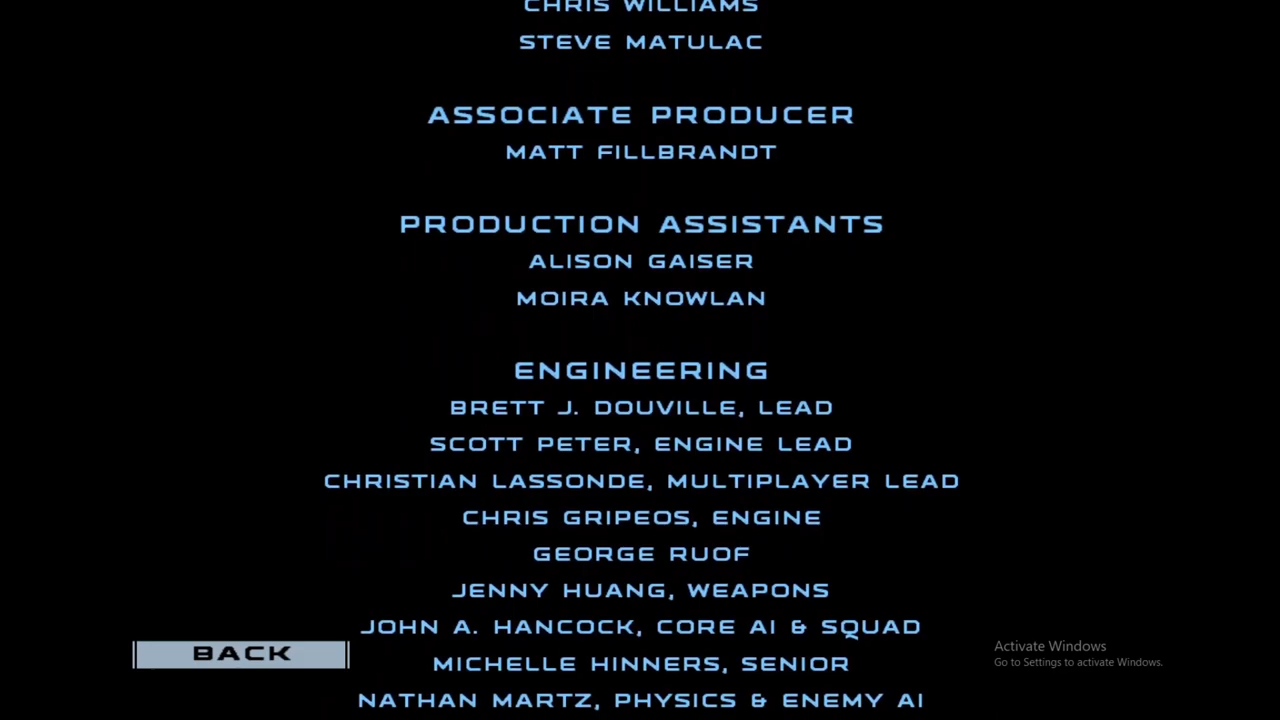 CHRIS WILLIAMS
STEVE MATULAC
ASSOCIATE PRODUCER
MATT FILLBRANDT
PRODUCTION ASSISTANTS
ALISON GAISER
MOIRA KNOWLAN
ENGINEERING
BRETT J. DOUVILLE, LEAD
SCOTT PETER, ENGINE LEAD
CHRISTIAN LASSONDE, MULTIPLAYER LEAD
CHRIS GRIPEOS, ENGINE
GEORGE RUOF
JENNY HUANG, WEAPONS
JOHN A. HANCOCK, CORE AI & SQUAD
MICHELLE HINNERS, SENIOR
NATHAN MARTZ, PHYSICS & ENEMY AI
BACK
Activate Windows
Go to Settings to activate Windows.